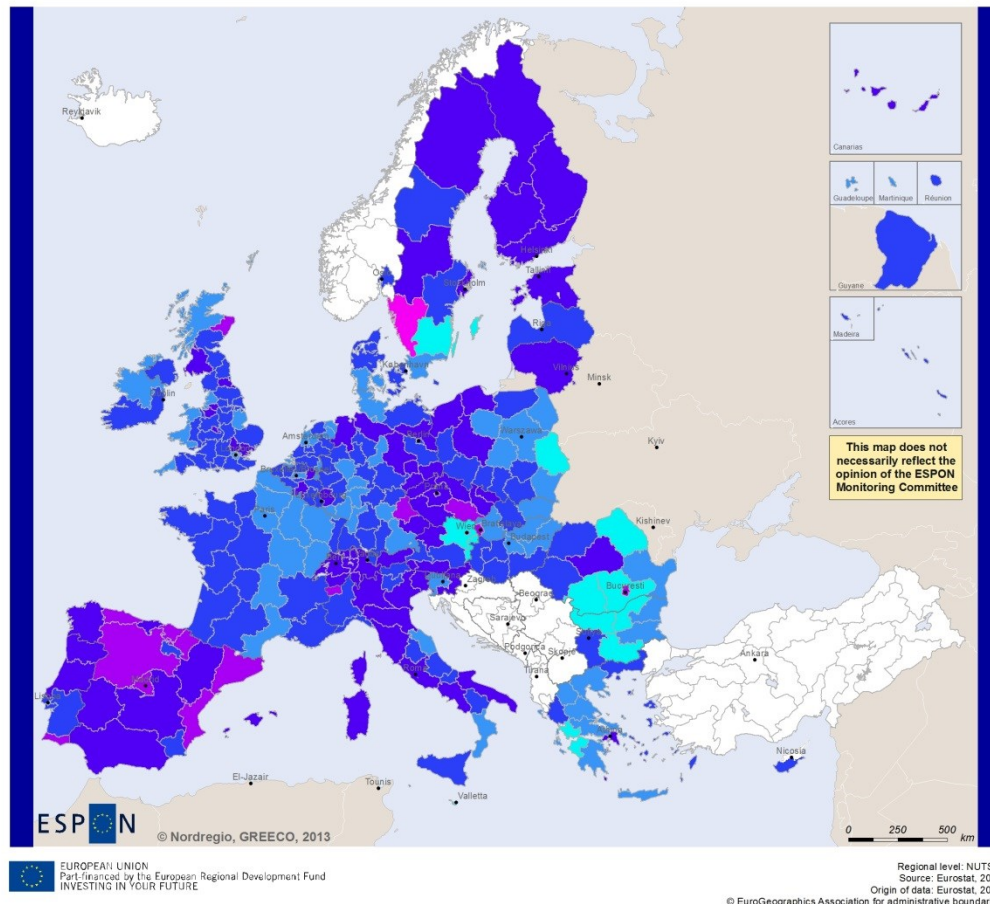 Reykjavik
Canarias
Guadeloupe
Martinique
Réunion
Guyane
Madeira
Acores
This map does not
necessarily reflect the
opinion of the ESPON
Monitoring Committee
Helsinki
Tallinn
Riga
Vilnius
Minsk
Kyiv
Warszawa
Kishinev
Paris
Wien
Budapest
Bucuresti
Beograd
Sarajevo
Podgorica
Skopje
Tirana
Ankara
Roma
Madrid
Nicosia
El-Jazair
Tounis
Valletta
ESPON
© Nordregio, GREECO, 2013
0 250 500
km
EUROPEAN UNION
Part-financed by the European Regional Development Fund
INVESTING IN YOUR FUTURE
Regional level: NUTS
Source: Eurostat, 20
Origin of data: Eurostat, 20
© EuroGeographics Association for administrative boundar